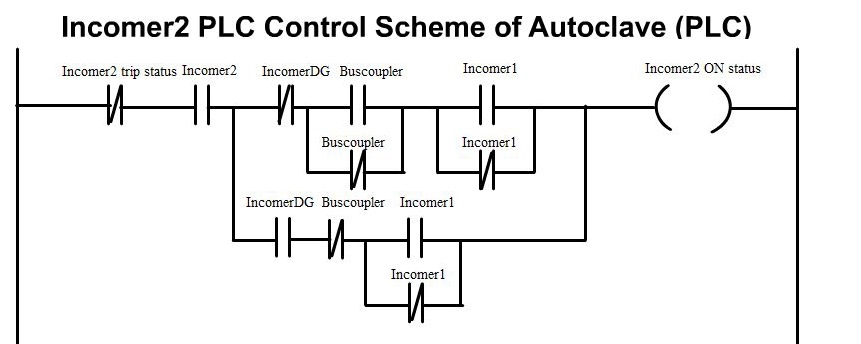 Incomer2 PLC Control Scheme of Autoclave (PLC)
Incomer2 trip status Incomer2 IncomerDG Buscoupler Incomer1 Incomer2 ON status
Buscoupler Incomer1
IncomerDG Buscoupler Incomer1
Incomer1